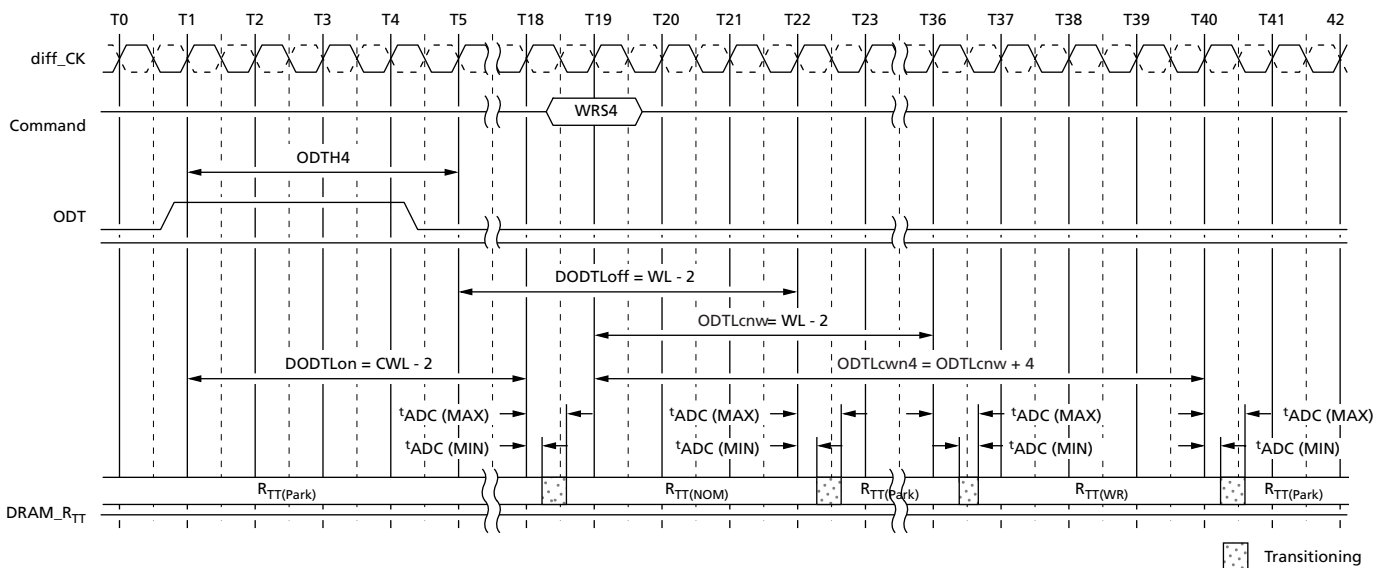 T0 T1 T2 T3 T4 T5 T18 T19 T20 T21 T22 T23 T36 T37 T38 T39 T40 T41 42
diff_CK
Command
WRS4
ODTH4
ODT
DODTLoff = WL - 2
ODTLcnw= WL - 2
DODTLon = CWL - 2
ODTLcwn4 = ODTLcnw + 4
tADC (MAX) tADC (MAX) tADC (MAX) tADC (MAX)
tADC (MIN) tADC (MIN) tADC (MIN) tADC (MIN)
RTT(Park) RTT(NOM) RTT(Park) RTT(WR) RTT(Park)
DRAM_RTT
Transitioning